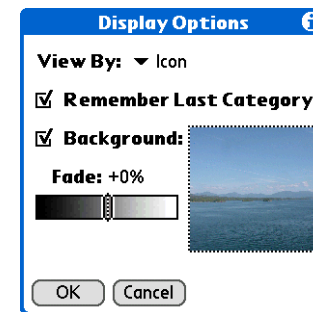 Display Options i
View By: Icon
Remember Last Category
Background:
Fade: +0%
OK Cancel